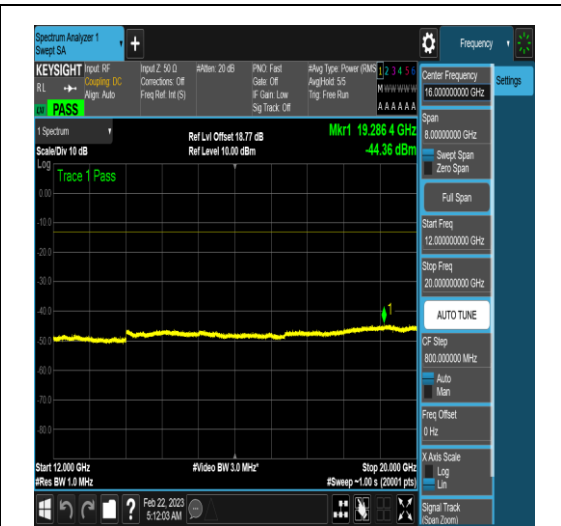 Spectrum Analyzer 1
Swept SA
+
Frequency
KEYSIGHT
Input: RF
Input Z: 50 Ω
#Atten: 20 dB
PNO: Fast
#Avg Type: Power (RMS
1 2 3 4 5 6
RL
Coupling: DC
Corrections: Off
Gate: Off
Avg|Hold: 5/5
M W W W W W
Align: Auto
Freq Ref: Int (S)
IF Gain: Low
Trig: Free Run
Sig Track: Off
A A A A A A
PASS
Center Frequency
16.000000000 GHz
Settings
Span
8.00000000 GHz
Swept Span
Zero Span
Full Span
Start Freq
12.000000000 GHz
Stop Freq
20.000000000 GHz
AUTO TUNE
CF Step
800.000000 MHz
Auto
Man
Freq Offset
0 Hz
X Axis Scale
Log
Lin
Signal Track
(Span Zoom)
1 Spectrum
Ref Lvl Offset 18.77 dB
Mkr1 19.286 4 GHz
Scale/Div 10 dB
Ref Level 10.00 dBm
-44.36 dBm
Log
Trace 1 Pass
0.00
-10.0
-20.0
-30.0
-40.0
1
-50.0
-60.0
-70.0
-80.0
Start 12.000 GHz
#Video BW 3.0 MHz*
Stop 20.000 GHz
#Res BW 1.0 MHz
#Sweep ~1.00 s (20001 pts)
?
Feb 22, 2023
5:12:03 AM